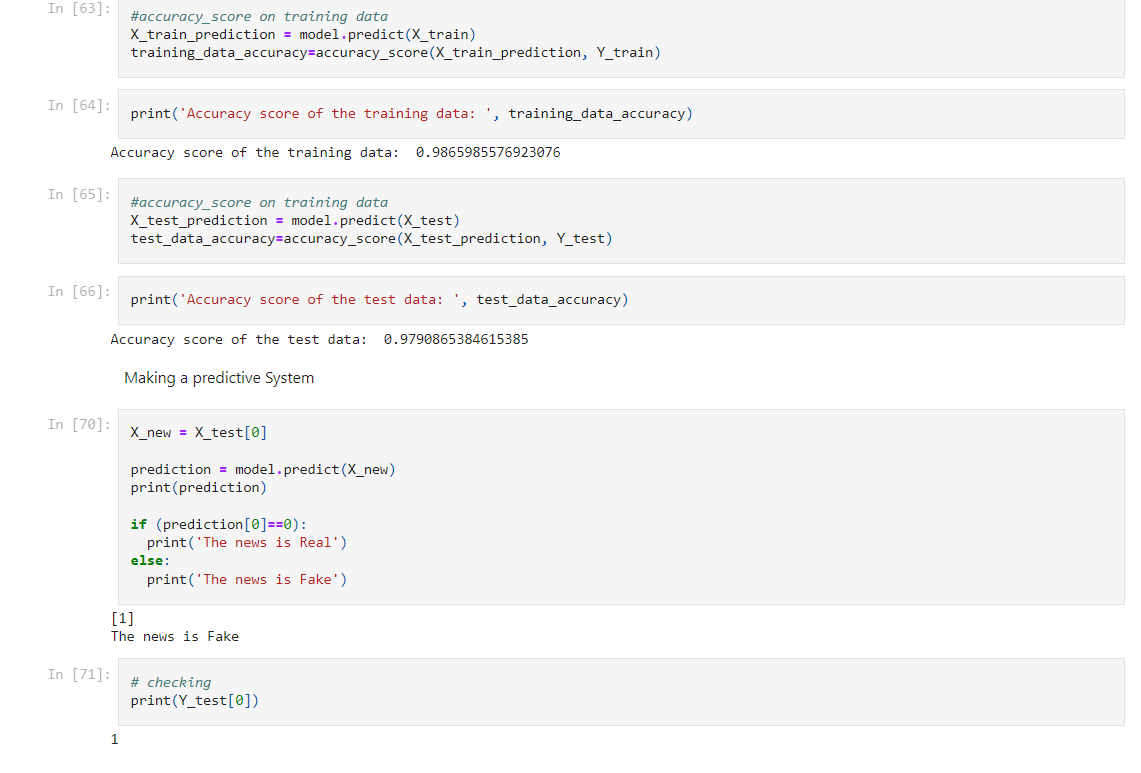 In [63]:
#accuracy_score on training data
X_train_prediction = model.predict(X_train)
training_data_accuracy=accuracy_score(X_train_prediction, Y_train)
In [64]:
print('Accuracy score of the training data: ', training_data_accuracy)
Accuracy score of the training data:  0.9865985576923076
In [65]:
#accuracy_score on training data
X_test_prediction = model.predict(X_test)
test_data_accuracy=accuracy_score(X_test_prediction, Y_test)
In [66]:
print('Accuracy score of the test data: ', test_data_accuracy)
Accuracy score of the test data:  0.9790865384615385
Making a predictive System
In [70]:
X_new = X_test[0]
prediction = model.predict(X_new)
print(prediction)
if (prediction[0]==0):
  print('The news is Real')
else:
  print('The news is Fake')
[1]
The news is Fake
In [71]:
# checking
print(Y_test[0])
1